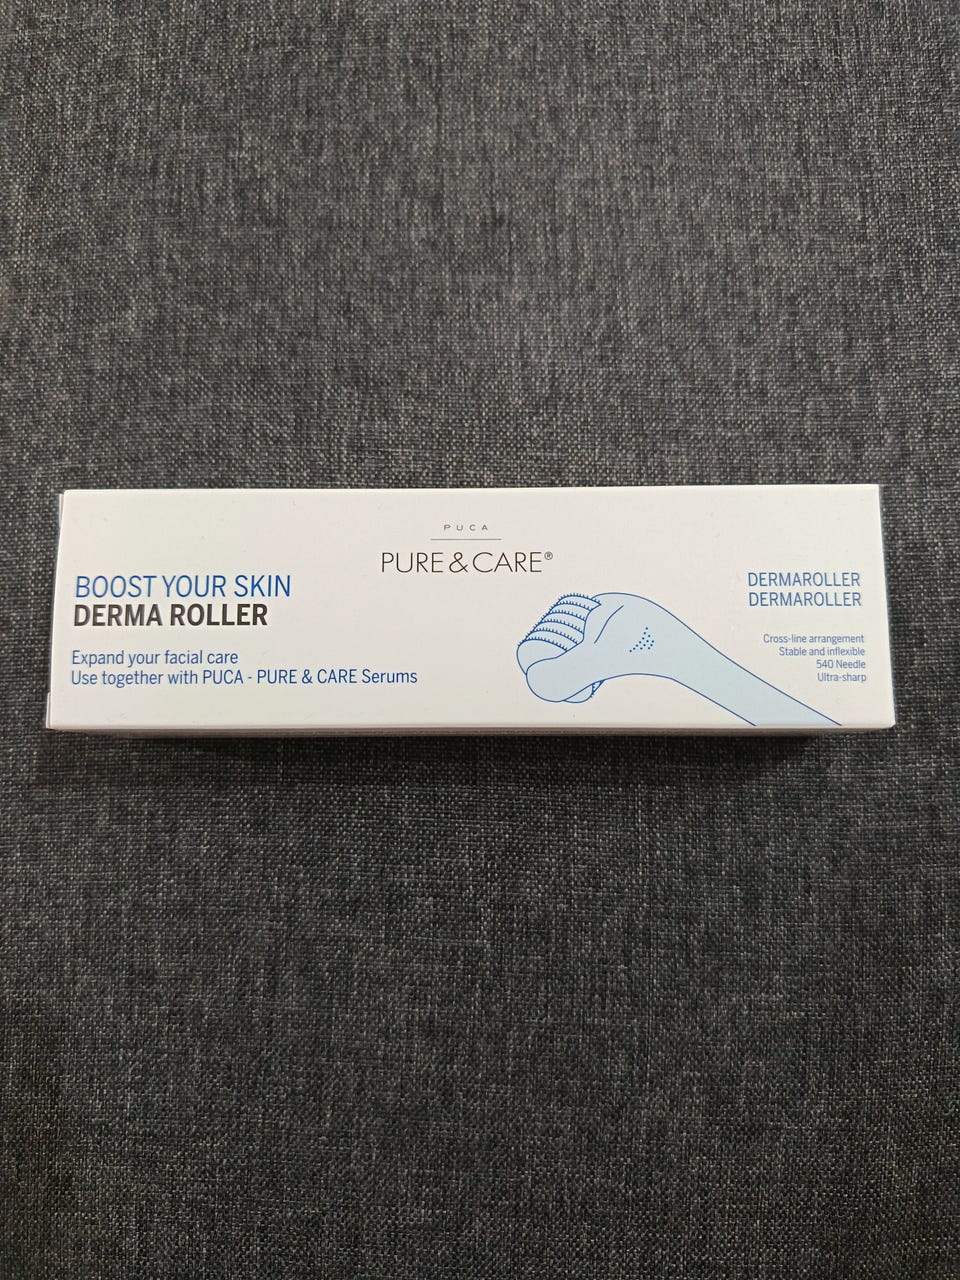 PUCA
PURE & CARE®
BOOST YOUR SKIN
DERMA ROLLER
Expand your facial care
Use together with PUCA - PURE & CARE Serums
DERMAROLLER
DERMAROLLER
Cross-line arrangement
Stable and inflexible
540 Needle
Ultra-sharp